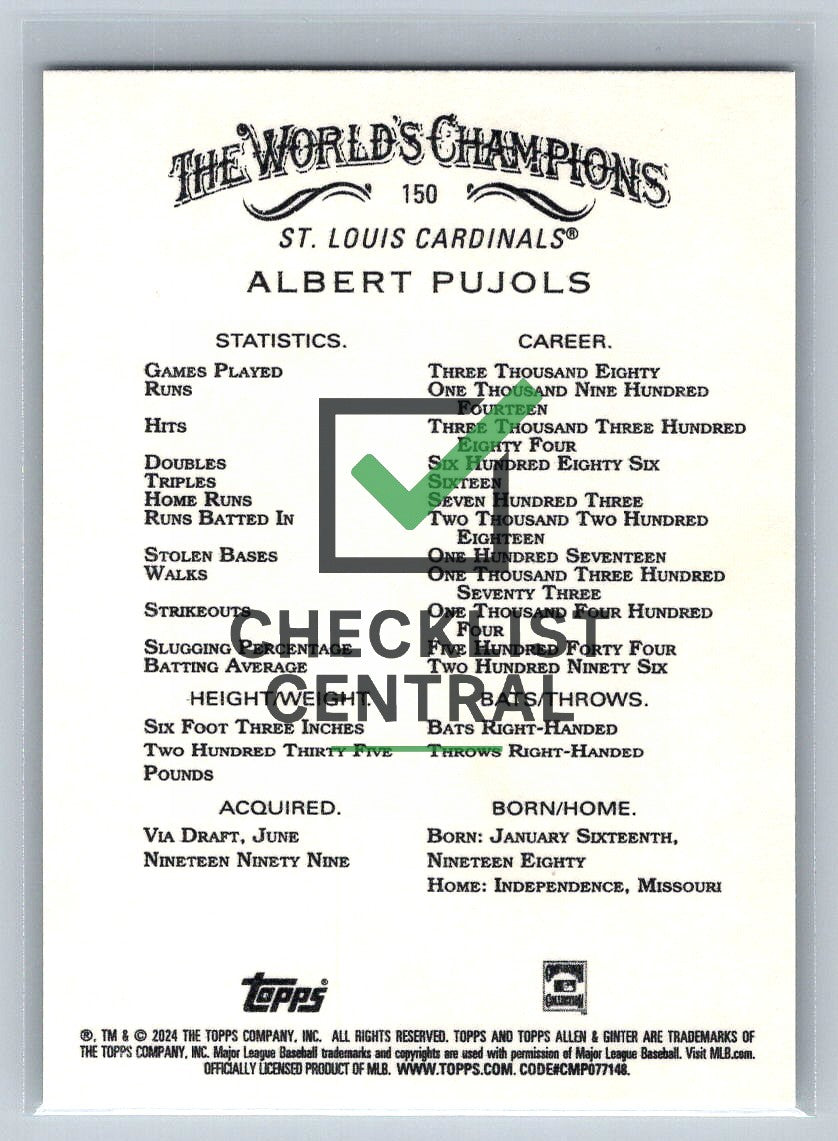 THE WORLD'S CHAMPIONS
150
ST. LOUIS CARDINALS®
ALBERT PUJOLS
STATISTICS. CAREER.
GAMES PLAYED THREE THOUSAND EIGHTY
RUNS ONE THOUSAND NINE HUNDRED
FOURTEEN
HITS THREE THOUSAND THREE HUNDRED
EIGHTY FOUR
DOUBLES SIX HUNDRED EIGHTY SIX
TRIPLES SIXTEEN
HOME RUNS SEVEN HUNDRED THREE
RUNS BATTED IN TWO THOUSAND TWO HUNDRED
EIGHTEEN
STOLEN BASES ONE HUNDRED SEVENTEEN
WALKS ONE THOUSAND THREE HUNDRED
SEVENTY THREE
STRIKEOUTS ONE THOUSAND FOUR HUNDRED
FOUR
SLUGGING PERCENTAGE FIVE HUNDRED FORTY FOUR
BATTING AVERAGE TWO HUNDRED NINETY SIX
CHECKLIST
CENTRAL
HEIGHT/WEIGHT. BATS/THROWS.
SIX FOOT THREE INCHES BATS RIGHT-HANDED
TWO HUNDRED THIRTY FIVE THROWS RIGHT-HANDED
POUNDS
ACQUIRED. BORN/HOME.
VIA DRAFT, JUNE BORN: JANUARY SIXTEENTH,
NINETEEN NINETY NINE NINETEEN EIGHTY
HOME: INDEPENDENCE, MISSOURI
Topps®
®, TM & © 2024 THE TOPPS COMPANY, INC. ALL RIGHTS RESERVED. TOPPS AND TOPPS ALLEN & GINTER ARE TRADEMARKS OF
THE TOPPS COMPANY, INC. Major League Baseball trademarks and copyrights are used with permission of Major League Baseball. Visit MLB.com.
OFFICIALLY LICENSED PRODUCT OF MLB. WWW.TOPPS.COM. CODE#CMP077148.